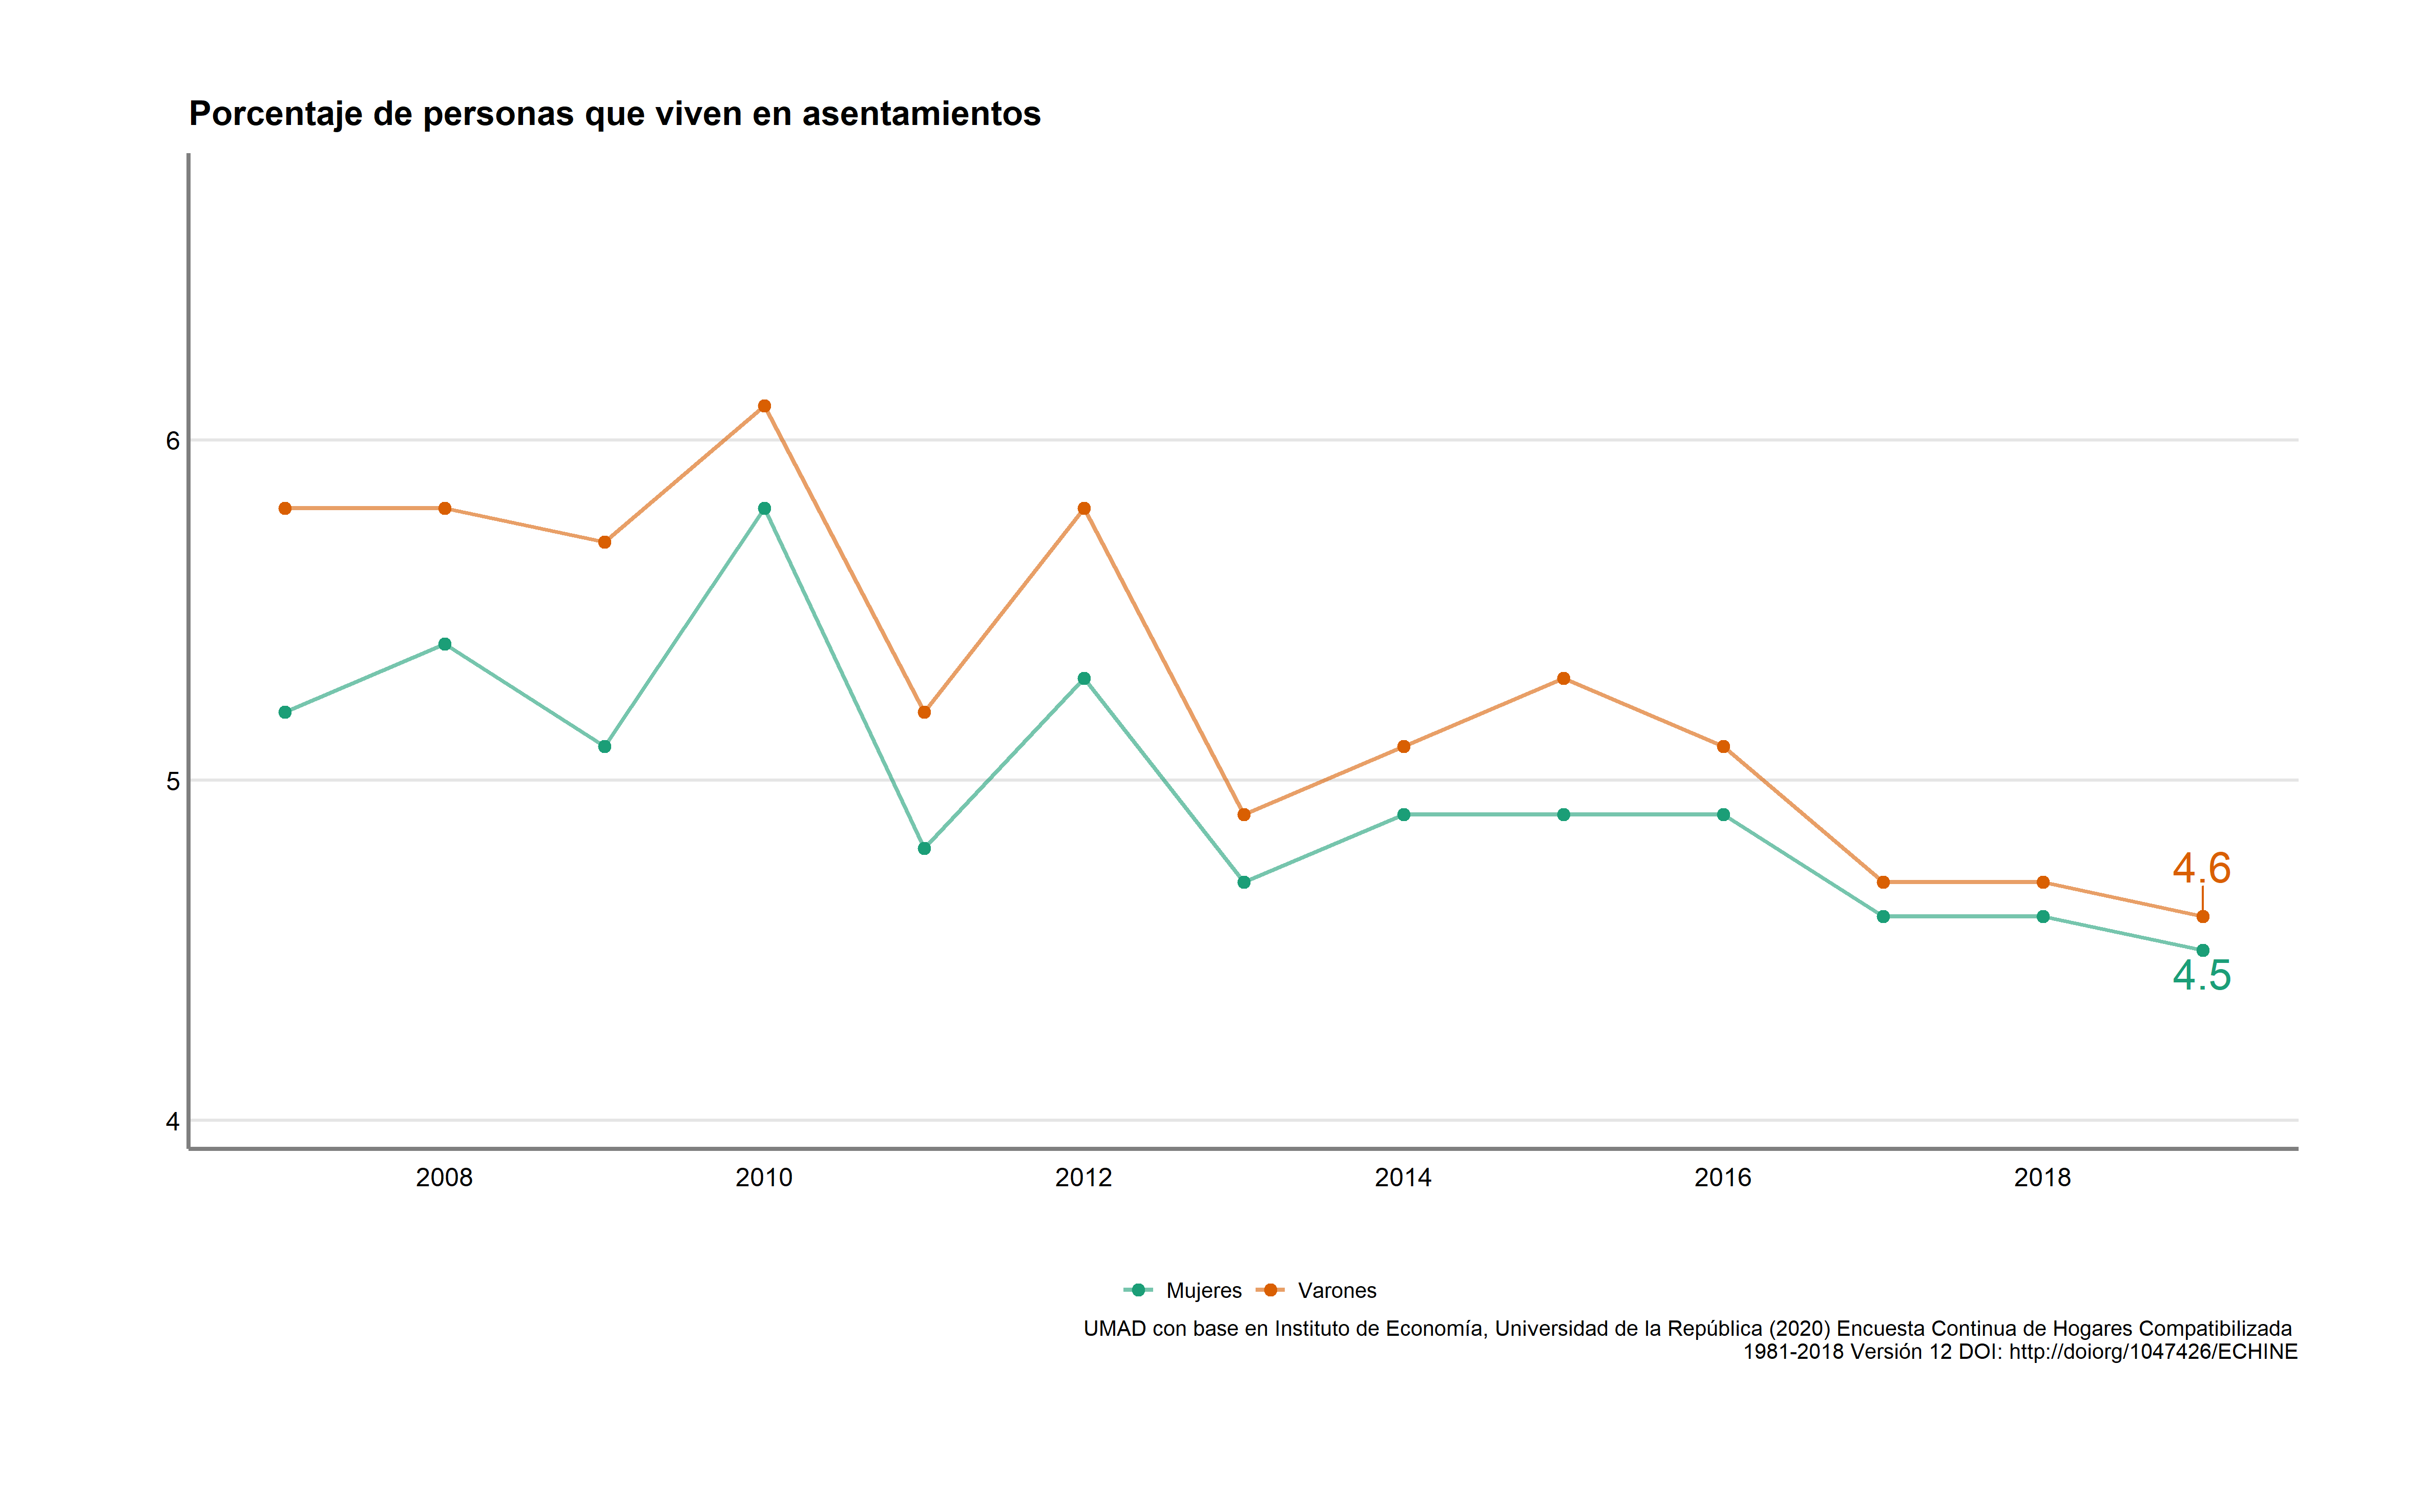 Porcentaje de personas que viven en asentamientos
6
5
4.6
4.5
4
2008 2010 2012 2014 2016 2018
Mujeres Varones
UMAD con base en Instituto de Economía, Universidad de la República (2020) Encuesta Continua de Hogares Compatibilizada
1981-2018 Versión 12 DOI: http://doiorg/1047426/ECHINE